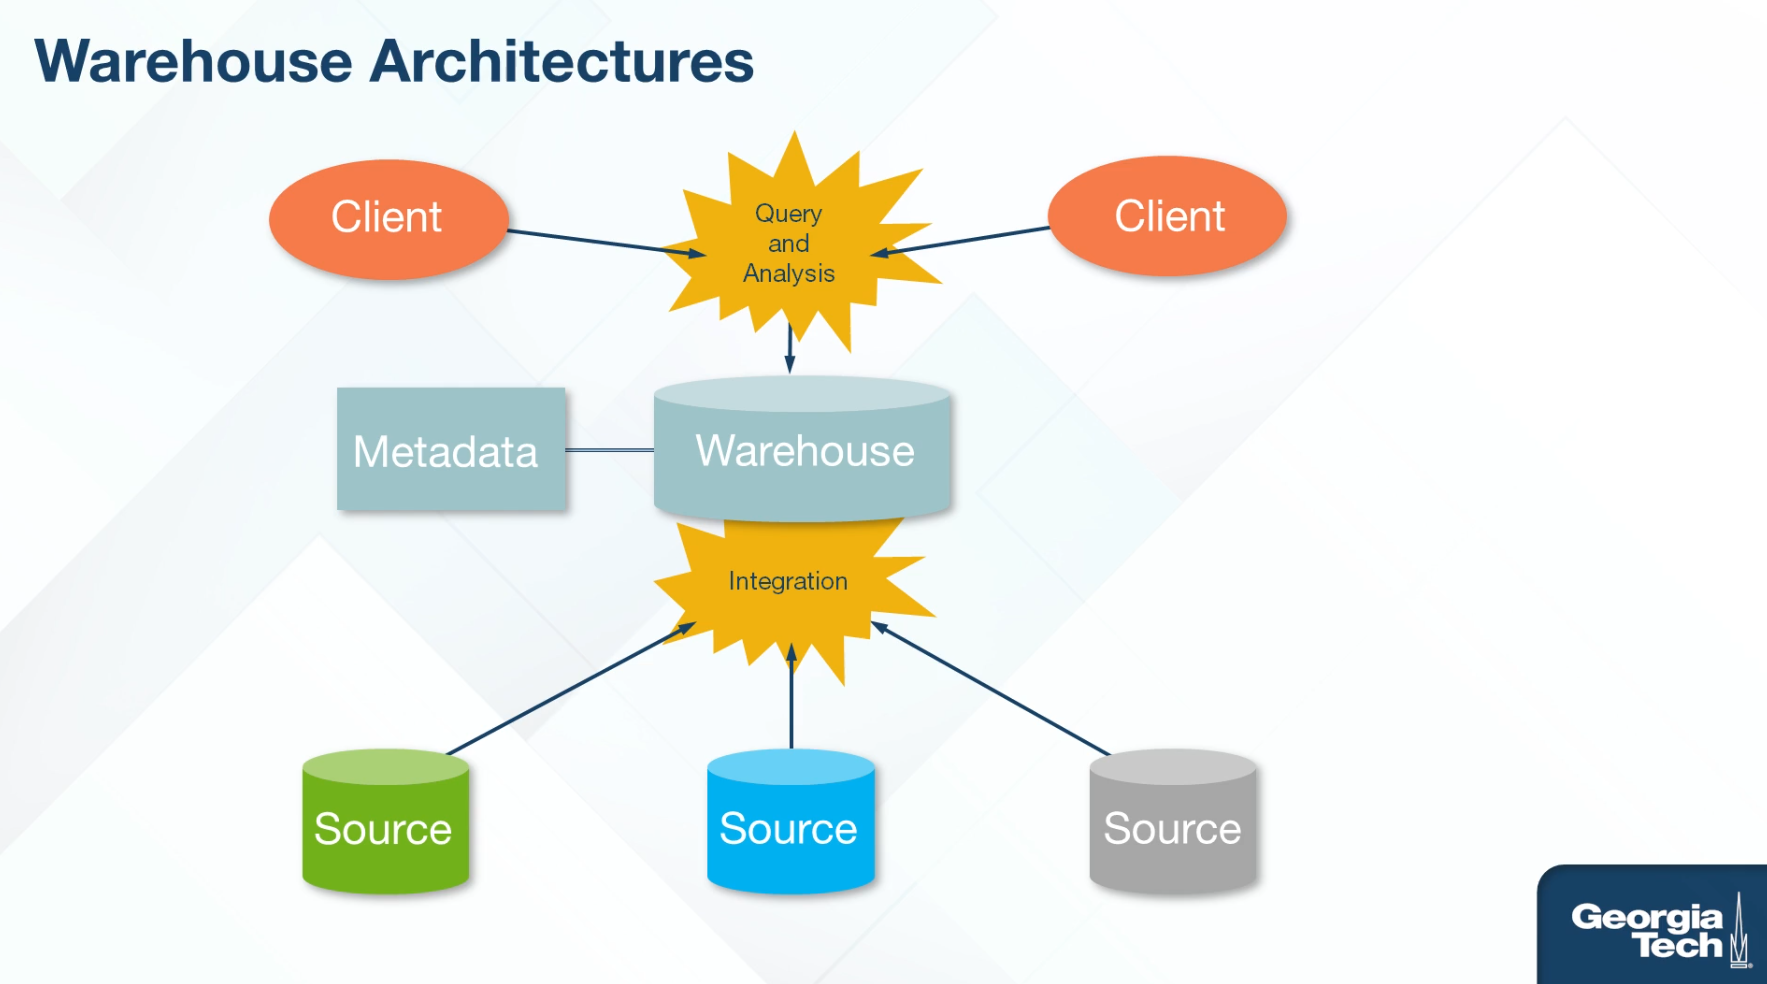 Warehouse Architectures
Client
Query
and
Analysis
Client
Metadata
Warehouse
Integration
Source
Source
Source
Georgia
Tech